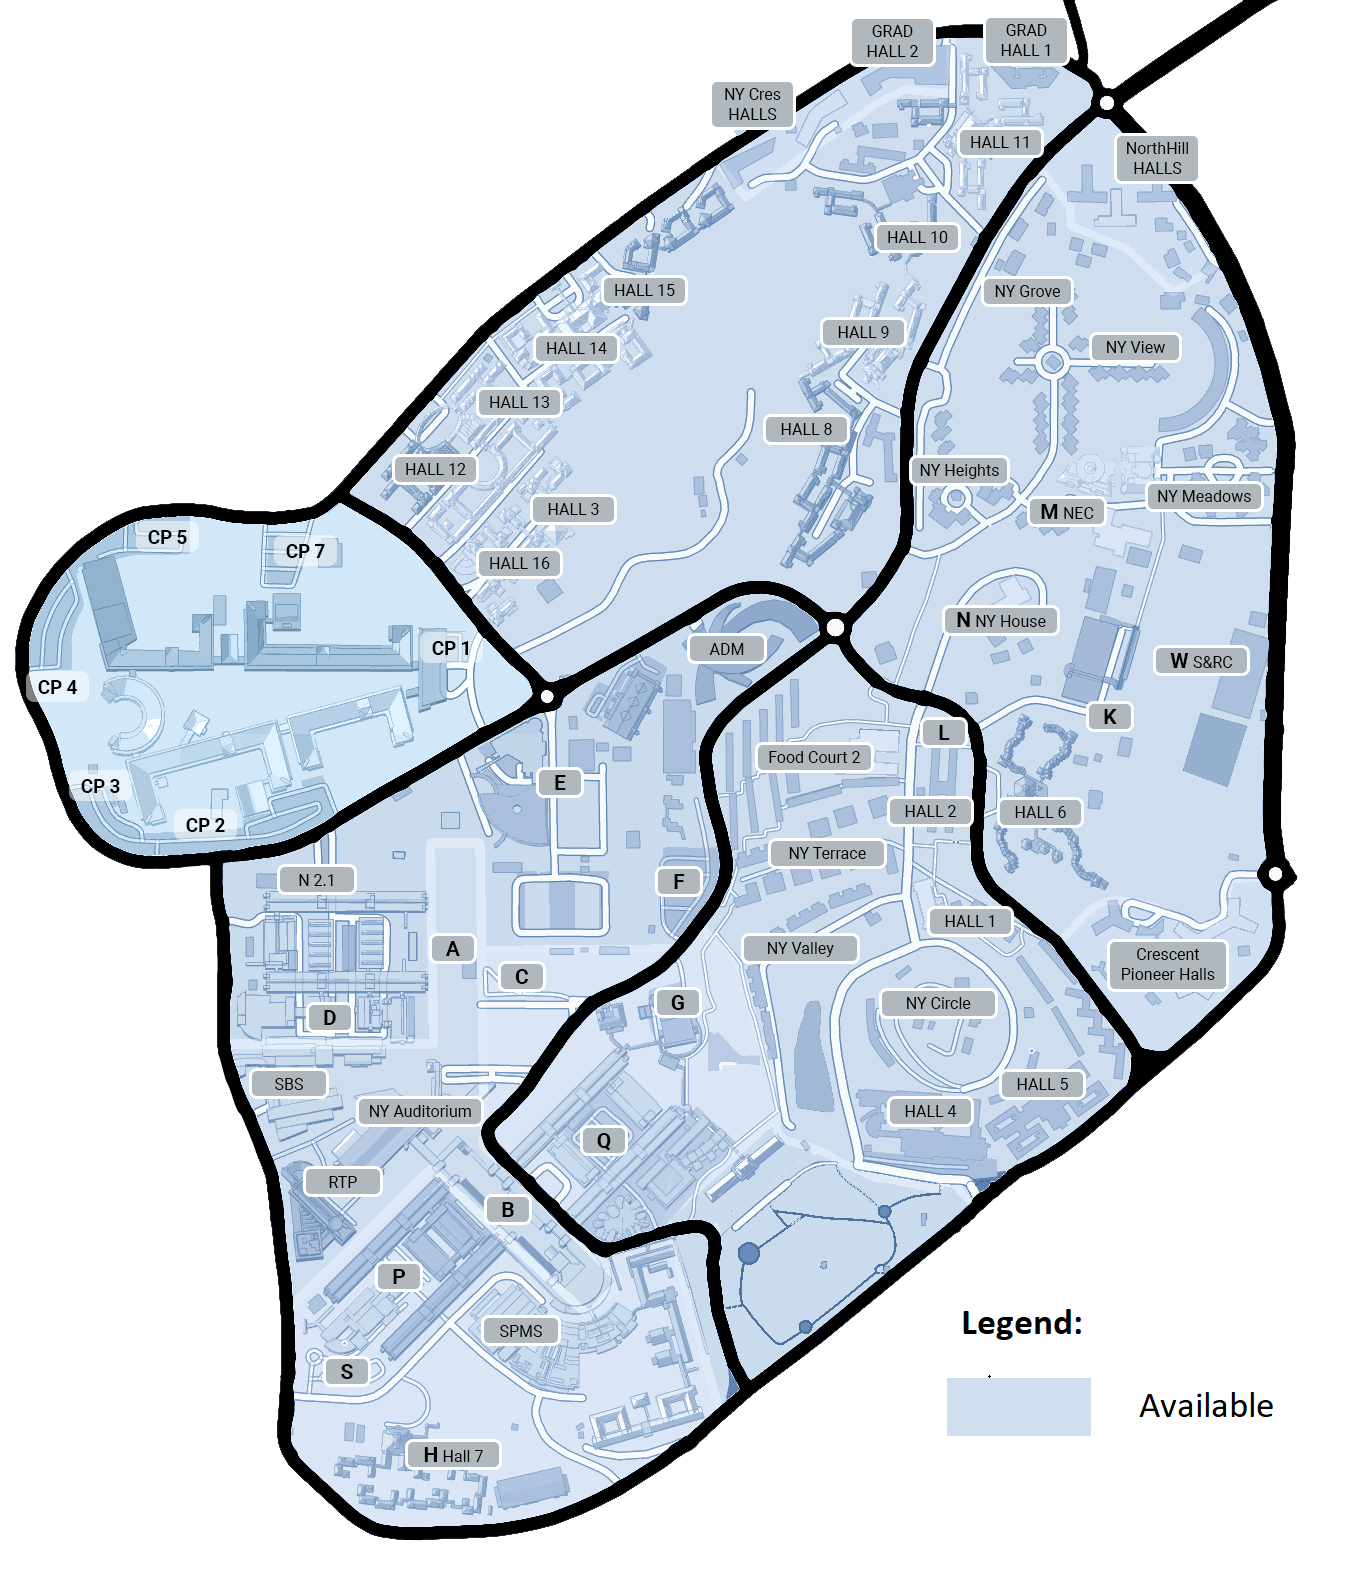 GRAD
HALL 2
GRAD
HALL 1
NY Cres
HALLS
HALL 11
NorthHill
HALLS
HALL 10
HALL 15
NY Grove
HALL 9
NY View
HALL 14
HALL 13
HALL 8
HALL 12
NY Heights
NY Meadows
HALL 3
M NEC
CP 5
CP 7
HALL 16
N NY House
CP 1
ADM
W S&RC
CP 4
K
L
Food Court 2
E
CP 3
HALL 2
HALL 6
CP 2
NY Terrace
N 2.1
F
HALL 1
A
NY Valley
Crescent
Pioneer Halls
C
G
NY Circle
D
SBS
HALL 5
NY Auditorium
HALL 4
Q
RTP
B
P
SPMS
Legend:
S
Available
H Hall 7